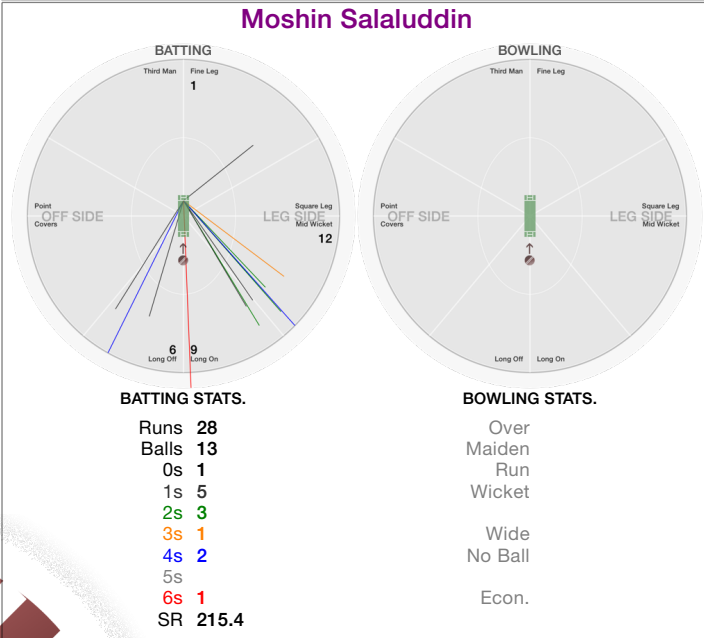 Moshin Salaluddin
BATTING
Third Man Fine Leg
1
Point
Covers
OFF SIDE
Square Leg
LEG SIDE
Mid Wicket
12
6 9
Long Off Long On
BOWLING
Third Man Fine Leg
Point
Covers
OFF SIDE
Square Leg
LEG SIDE
Mid Wicket
Long Off Long On
BATTING STATS.
Runs 28
Balls 13
0s 1
1s 5
2s 3
3s 1
4s 2
5s
6s 1
SR 215.4
BOWLING STATS.
Over
Maiden
Run
Wicket
Wide
No Ball
Econ.